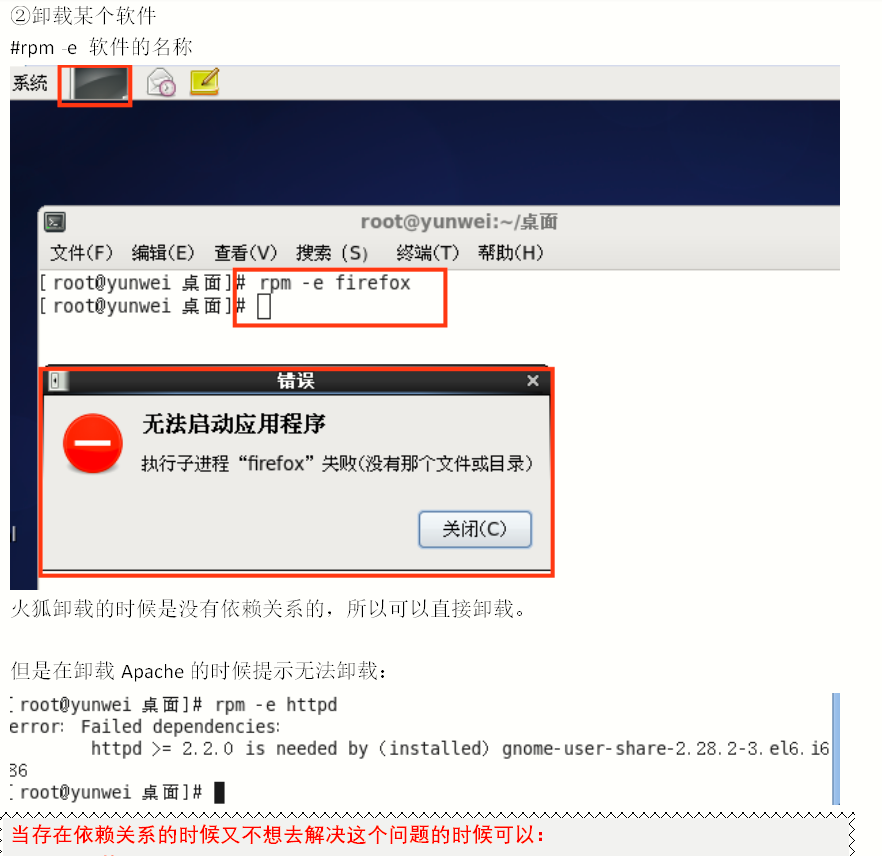 ②卸载某个软件
#rpm -e 软件的名称
系统
root@yunwei:~/桌面
文件(F) 编辑(E) 查看(V) 搜索 (S) 终端(T) 帮助(H)
[root@yunwei 桌面]# rpm -e firefox
[root@yunwei 桌面]#
错误
无法启动应用程序
执行子进程“firefox”失败(没有那个文件或目录)
关闭(C)
火狐卸载的时候是没有依赖关系的，所以可以直接卸载。
但是在卸载 Apache 的时候提示无法卸载：
[root@yunwei 桌面]# rpm -e httpd
error: Failed dependencies:
httpd >= 2.2.0 is needed by (installed) gnome-user-share-2.28.2-3.el6.i6
86
[root@yunwei 桌面]#
当存在依赖关系的时候又不想去解决这个问题的时候可以：